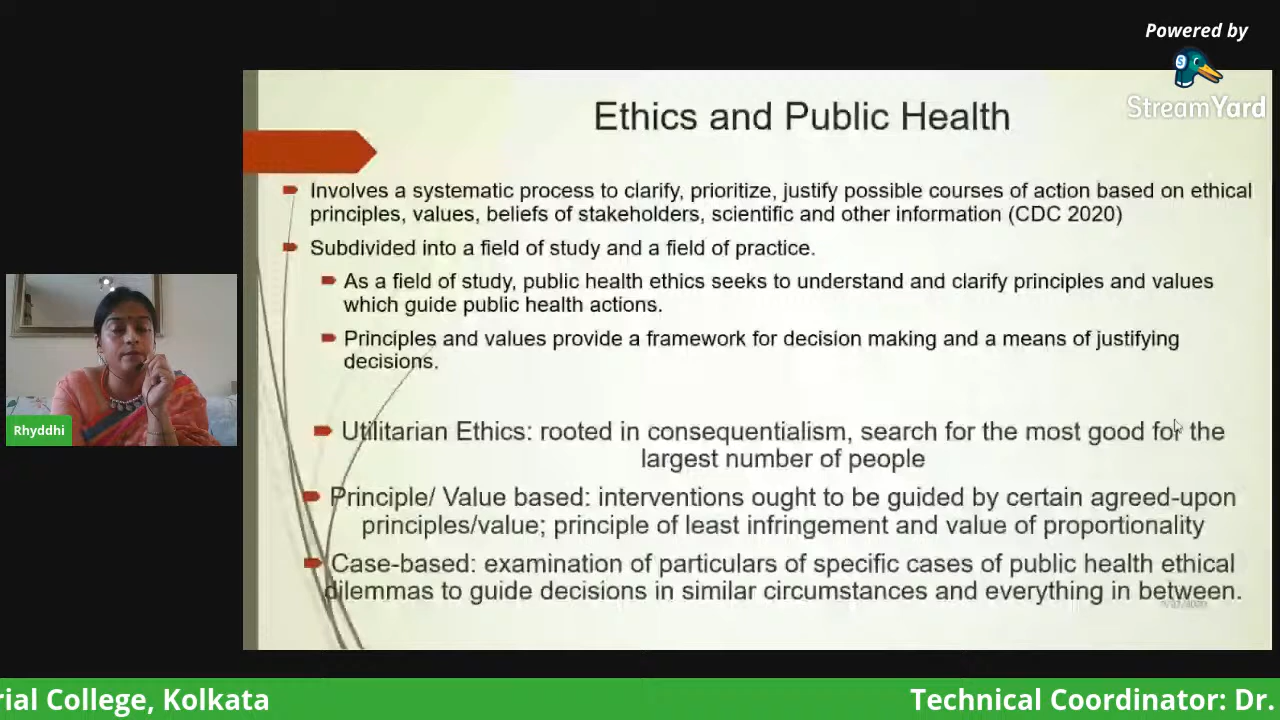 Powered by
StreamYard
Ethics and Public Health
Involves a systematic process to clarify, prioritize, justify possible courses of action based on ethical
principles, values, beliefs of stakeholders, scientific and other information (CDC 2020)
Subdivided into a field of study and a field of practice.
As a field of study, public health ethics seeks to understand and clarify principles and values
which guide public health actions.
Principles and values provide a framework for decision making and a means of justifying
decisions.
Utilitarian Ethics: rooted in consequentialism, search for the most good for the
largest number of people
Principle/ Value based: interventions ought to be guided by certain agreed-upon
principles/value; principle of least infringement and value of proportionality
Case-based: examination of particulars of specific cases of public health ethical
dilemmas to guide decisions in similar circumstances and everything in between.
Rhyddhi
rial College, Kolkata
Technical Coordinator: Dr.